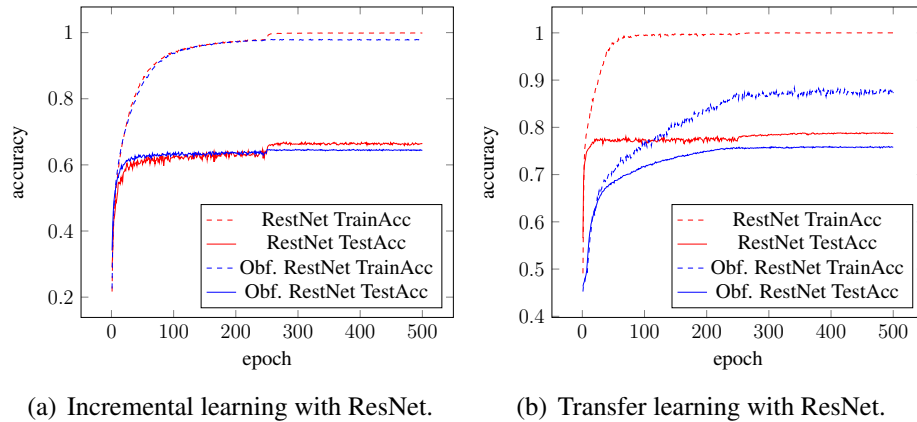 1
0.8
0.6
0.4
0.2
accuracy
0
100
200
300
400
500
epoch
RestNet TrainAcc
RestNet TestAcc
Obf. RestNet TrainAcc
Obf. RestNet TestAcc
(a) Incremental learning with ResNet.
1
0.9
0.8
0.7
0.6
0.5
0.4
accuracy
0
100
200
300
400
500
epoch
RestNet TrainAcc
RestNet TestAcc
Obf. RestNet TrainAcc
Obf. RestNet TestAcc
(b) Transfer learning with ResNet.